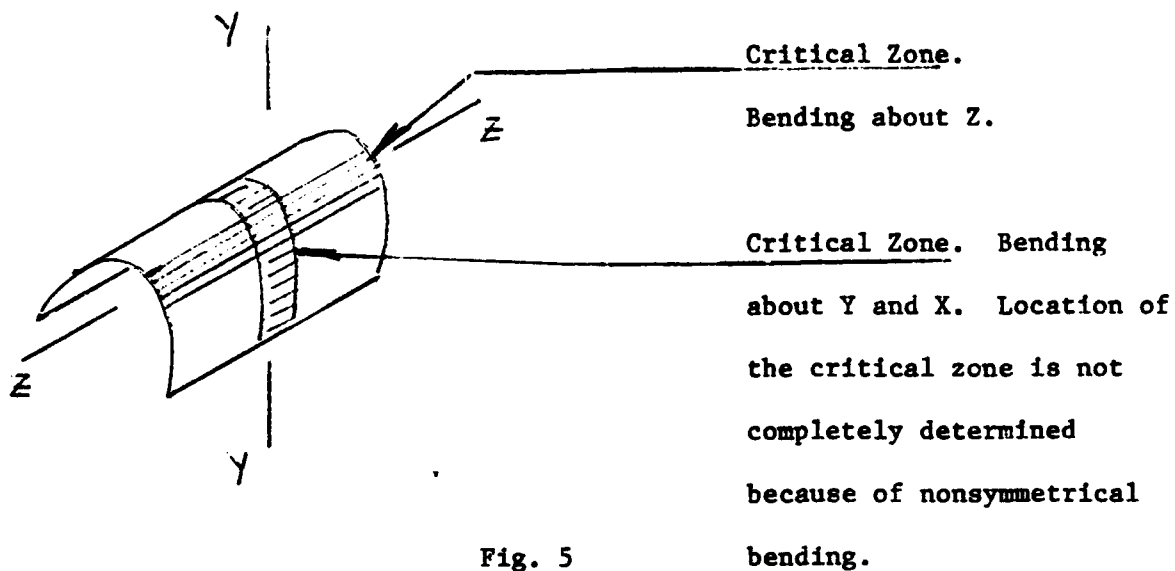 Y
Critical Zone.
Bending about Z.
Z
Critical Zone. Bending
about Y and X. Location of
the critical zone is not
completely determined
because of nonsymmetrical
bending.
Z
Y
Fig. 5